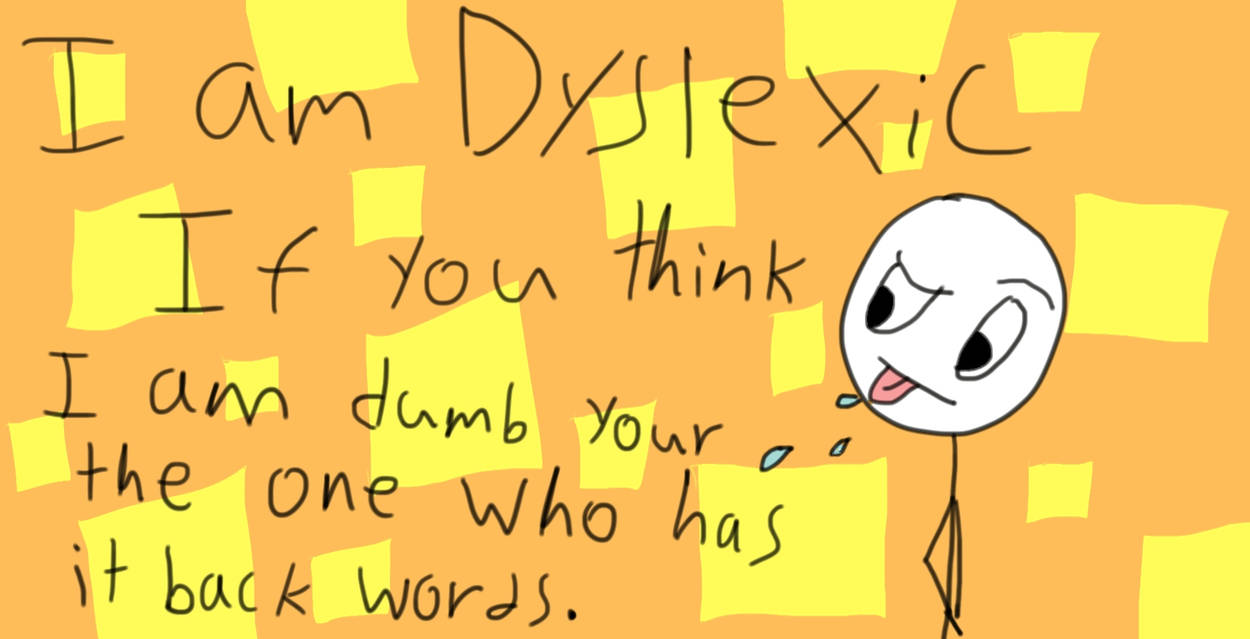 I am Dyslexic
If you think
I am dumb your
the one who has
it back words.